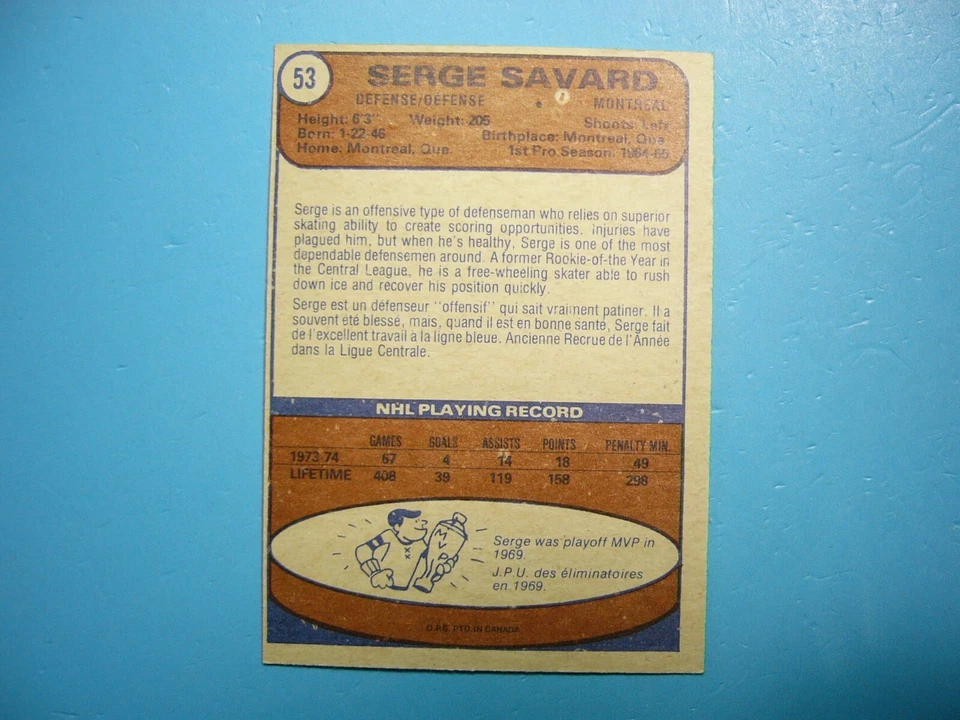 53
SERGE SAVARD
DEFENSE/DÉFENSE MONTREAL
Height: 6'3" Weight: 205 Shoots: Left
Born: 1-22-46 Birthplace: Montreal, Que.
Home: Montreal, Que. 1st Pro Season: 1964-65
Serge is an offensive type of defenseman who relies on superior
skating ability to create scoring opportunities. Injuries have
plagued him, but when he's healthy, Serge is one of the most
dependable defensemen around. A former Rookie-of-the Year in
the Central League, he is a free-wheeling skater able to rush
down ice and recover his position quickly.
Serge est un défenseur "offensif" qui sait vraiment patiner. Il a
souvent été blessé, mais, quand il est en bonne santé, Serge fait
de l'excellent travail à la ligne bleue. Ancienne Recrue de l'Année
dans la Ligue Centrale.
NHL PLAYING RECORD
GAMES GOALS ASSISTS POINTS PENALTY MIN.
1973-74 67 4 14 18 49
LIFETIME 408 39 119 158 298
MVP
Serge was playoff MVP in
1969.
J.P.U. des éliminatoires
en 1969.
O.P.C. PTD. IN CANADA